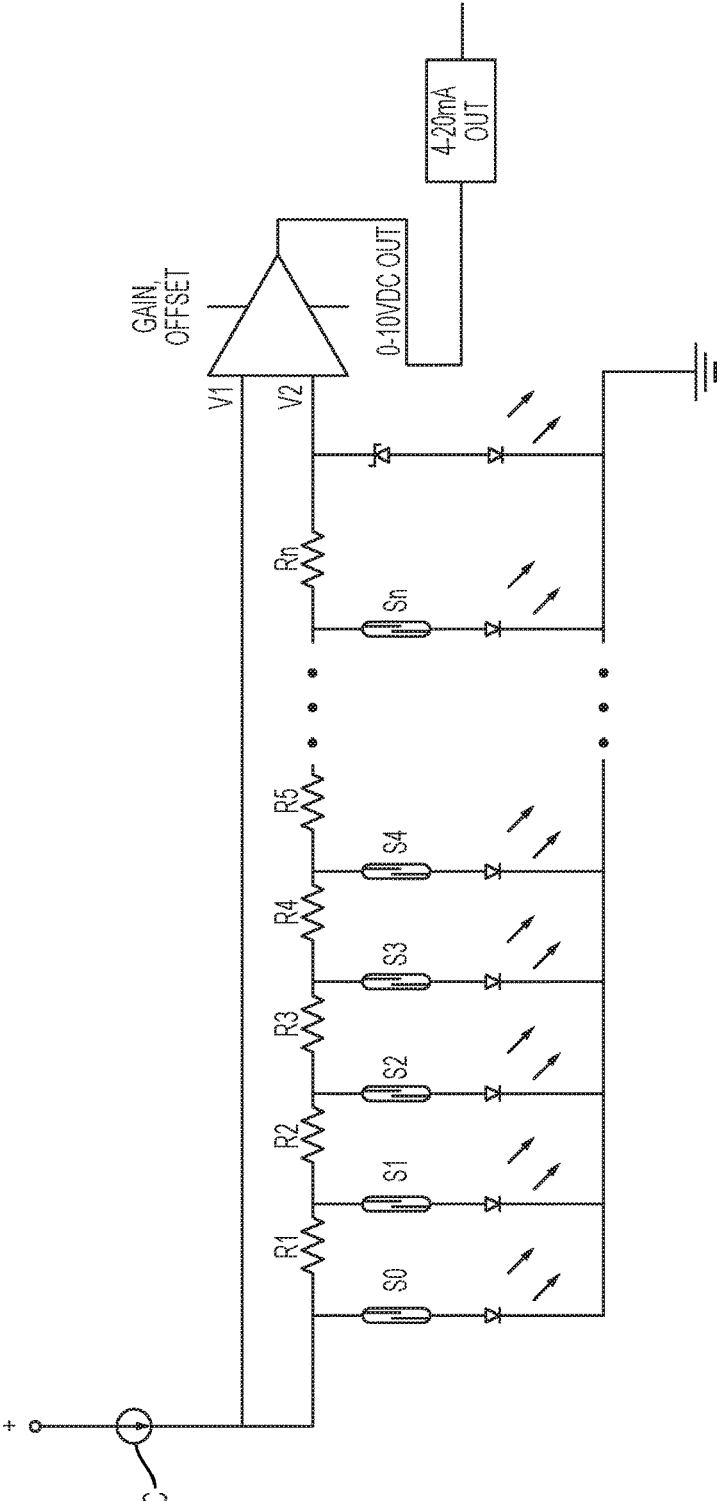 +
C
V1
V2
GAIN,
OFFSET
0-10VDC OUT
4-20mA
OUT
R1
R2
R3
R4
R5
Rn
S0
S1
S2
S3
S4
Sn